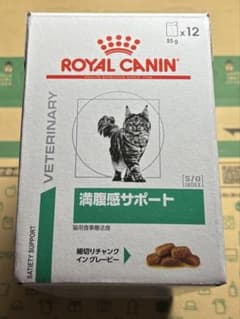 x12
85 g
ROYAL CANIN
VETERINARY
S/O
INDEX
満腹感サポート
猫用食事療法食
SATIETY SUPPORT
細切りチャンク
イン グレービー